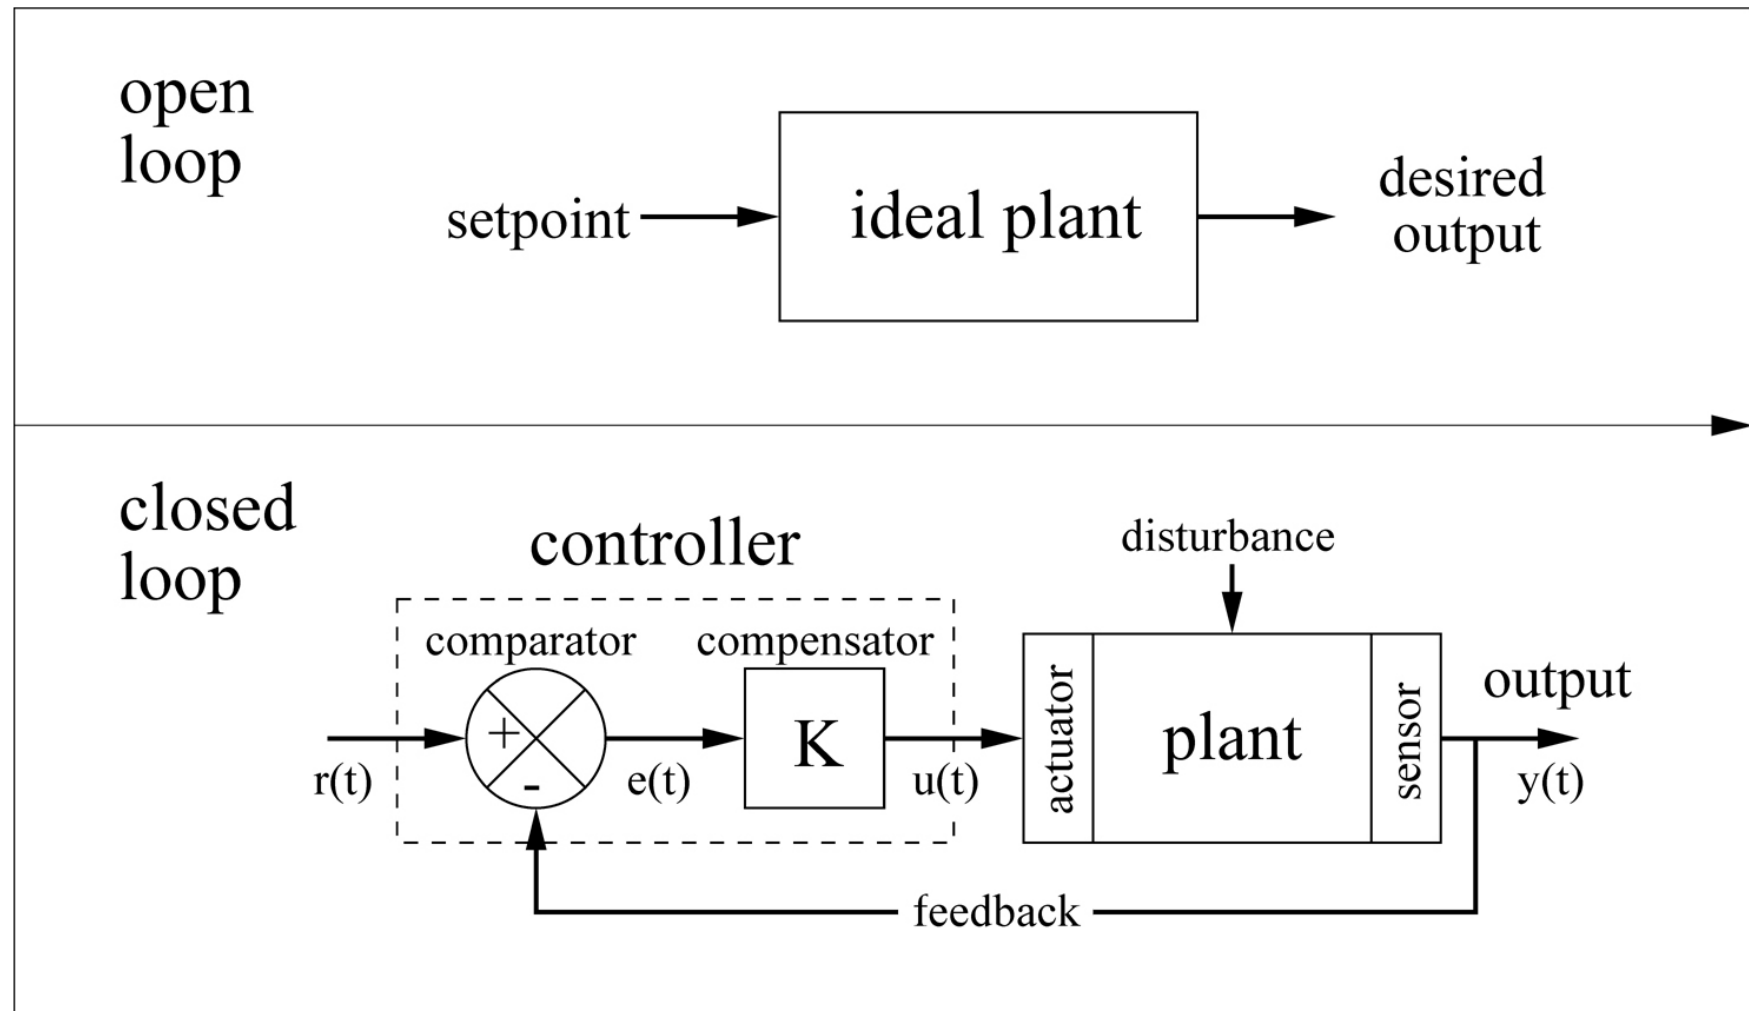 open
loop
setpoint
ideal plant
desired
output
closed
loop
controller
disturbance
comparator
compensator
+
-
K
actuator
plant
sensor
output
r(t)
e(t)
u(t)
y(t)
feedback